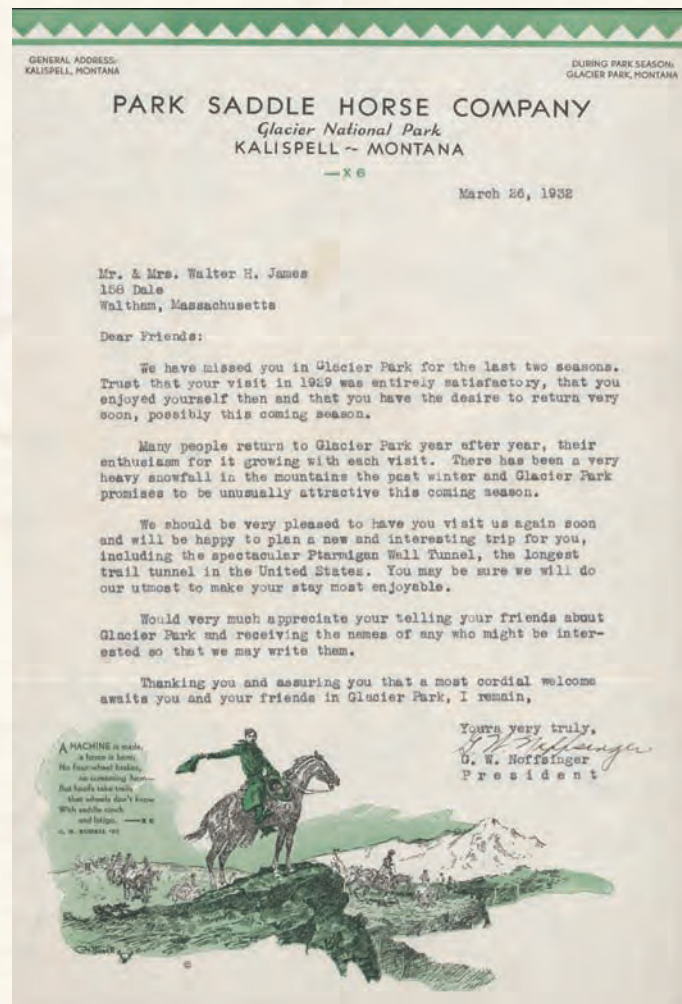 GENERAL ADDRESS:
KALISPELL, MONTANA
DURING PARK SEASON:
GLACIER PARK, MONTANA
PARK SADDLE HORSE COMPANY
Glacier National Park
KALISPELL ~ MONTANA
—X6
March 26, 1932
Mr. & Mrs. Walter H. James
158 Dale
Waltham, Massachusetts
Dear Friends:
We have missed you in Glacier Park for the last two seasons.
Trust that your visit in 1929 was entirely satisfactory, that you
enjoyed yourself then and that you have the desire to return very
soon, possibly this coming season.
Many people return to Glacier Park year after year, their
enthusiasm for it growing with each visit. There has been a very
heavy snowfall in the mountains the past winter and Glacier Park
promises to be unusually attractive this coming season.
We should be very pleased to have you visit us again soon
and will be happy to plan a new and interesting trip for you,
including the spectacular Ptarmigan Wall Tunnel, the longest
trail tunnel in the United States. You may be sure we will do
our utmost to make your stay most enjoyable.
Would very much appreciate your telling your friends about
Glacier Park and receiving the names of any who might be inter-
ested so that we may write them.
Thanking you and assuring you that a most cordial welcome
awaits you and your friends in Glacier Park, I remain,
Yours very truly,
G. W. Noffsinger
G. W. Noffsinger
President
A MACHINE is made,
a horse is born;
No four-wheel brakes,
no screaming horn—
But hoofs take trails
that wheels don't know
With saddle cinch
and latigo. —X6
C. M. RUSSELL
©